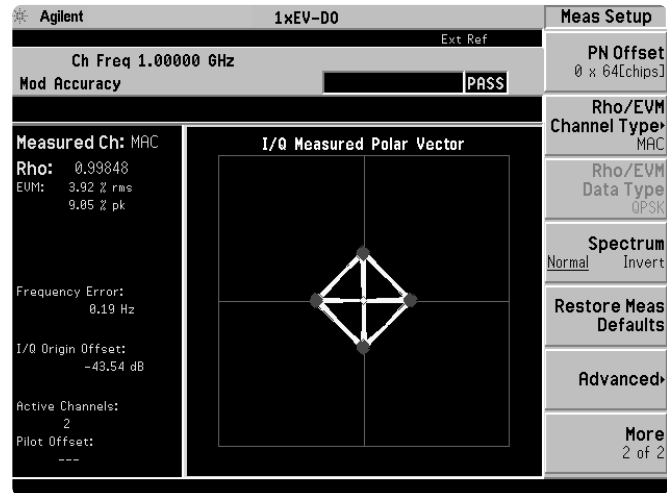 Agilent 1xEV-DO Meas Setup
Ext Ref
Ch Freq 1.00000 GHz
Mod Accuracy PASS
Measured Ch: MAC
Rho: 0.99848
EVM: 3.92 % rms
9.05 % pk
Frequency Error:
0.19 Hz
I/Q Origin Offset:
-43.54 dB
Active Channels:
2
Pilot Offset:
---
I/Q Measured Polar Vector
PN Offset
0 x 64[chips]
Rho/EVM
Channel Type
MAC
Rho/EVM
Data Type
QPSK
Spectrum
Normal Invert
Restore Meas
Defaults
Advanced
More
2 of 2